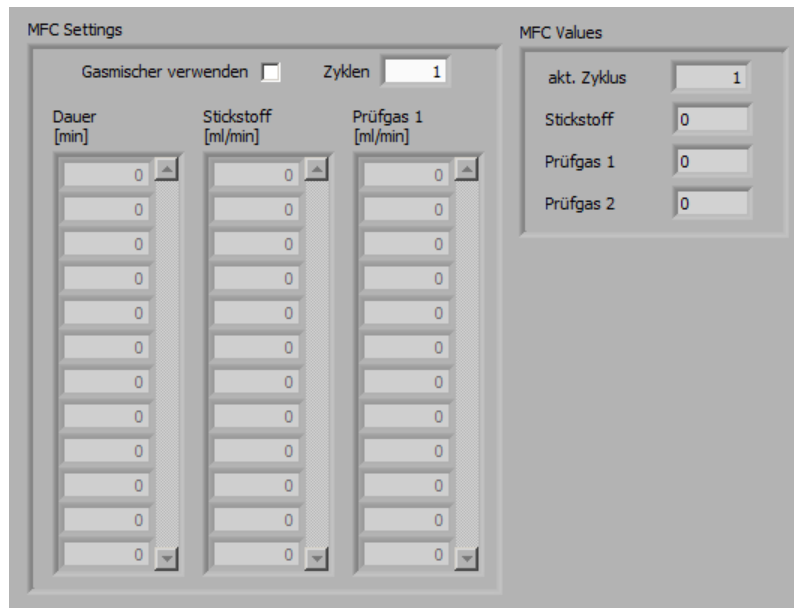 MFC Settings
Gasmischer verwenden Zyklen 1
Dauer [min] Stickstoff [ml/min] Prüfgas 1 [ml/min]
0 0 0
0 0 0
0 0 0
0 0 0
0 0 0
0 0 0
0 0 0
0 0 0
0 0 0
0 0 0
0 0 0
0 0 0
MFC Values
akt. Zyklus 1
Stickstoff 0
Prüfgas 1 0
Prüfgas 2 0